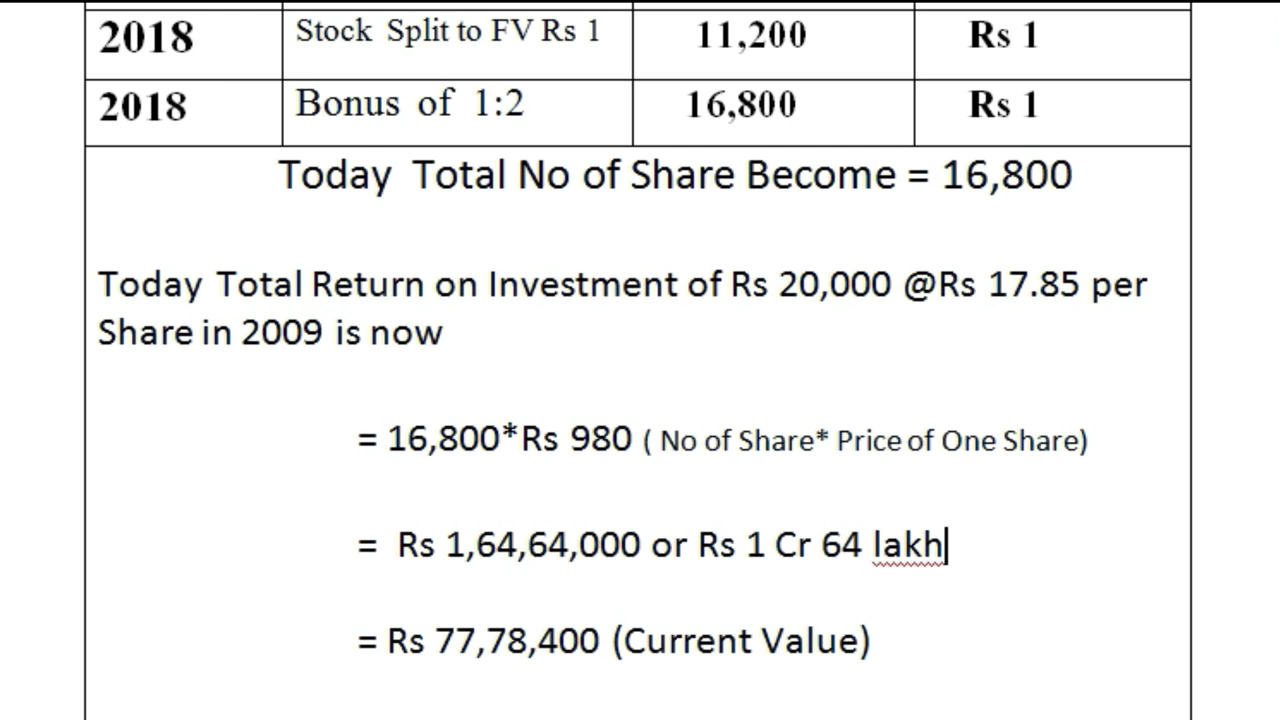 2018 Stock Split to FV Rs 1 11,200 Rs 1
2018 Bonus of 1:2 16,800 Rs 1
Today Total No of Share Become = 16,800
Today Total Return on Investment of Rs 20,000 @Rs 17.85 per
Share in 2009 is now
= 16,800*Rs 980 ( No of Share* Price of One Share)
= Rs 1,64,64,000 or Rs 1 Cr 64 lakh
= Rs 77,78,400 (Current Value)